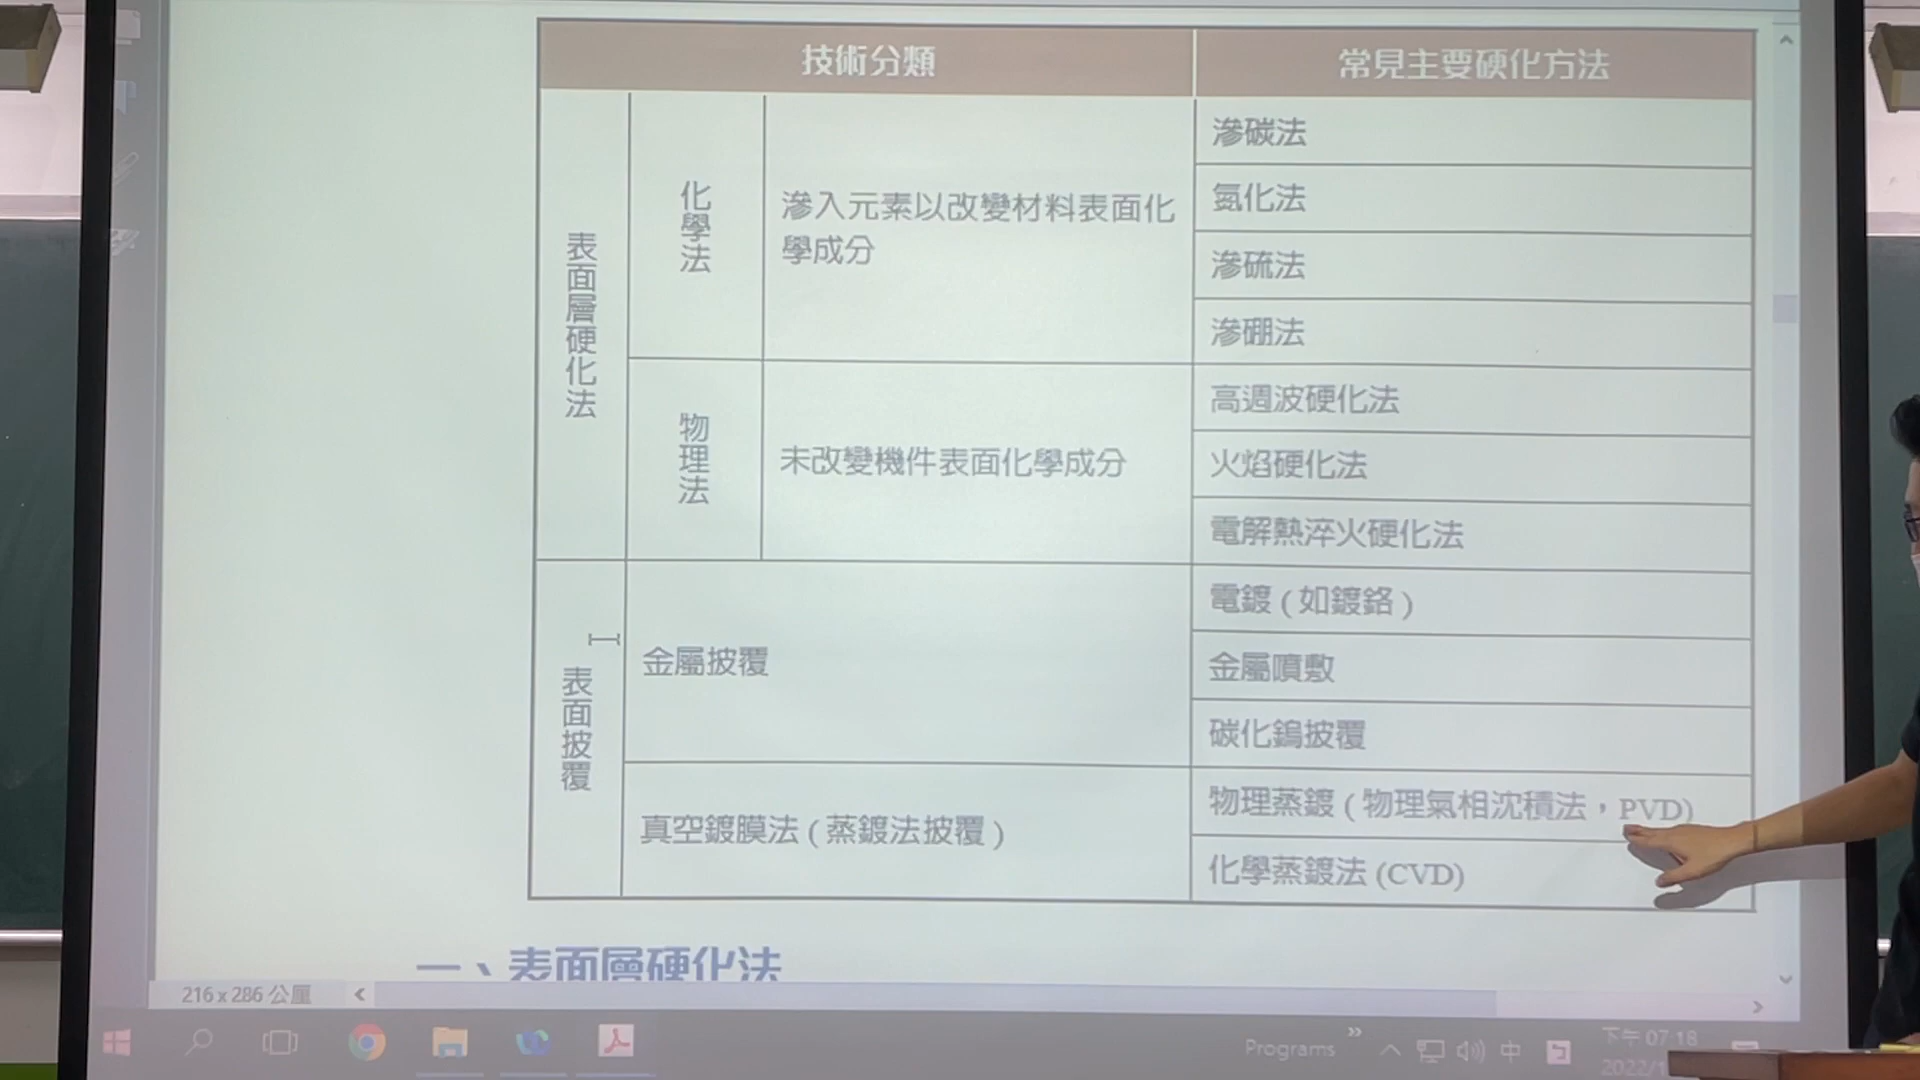 技術分類
常見主要硬化方法
表面層硬化法
化學法
滲入元素以改變材料表面化
學成分
滲碳法
氮化法
滲硫法
滲硼法
物理法
未改變機件表面化學成分
高週波硬化法
火焰硬化法
電解熱淬火硬化法
表面披覆
金屬披覆
電鍍(如鍍鉻)
金屬噴敷
碳化鎢披覆
真空鍍膜法(蒸鍍法披覆)
物理蒸鍍(物理氣相沈積法,PVD)
化學蒸鍍法(CVD)
一、表面層硬化法
216 x 286 公厘
Programs
中
下午 07:18